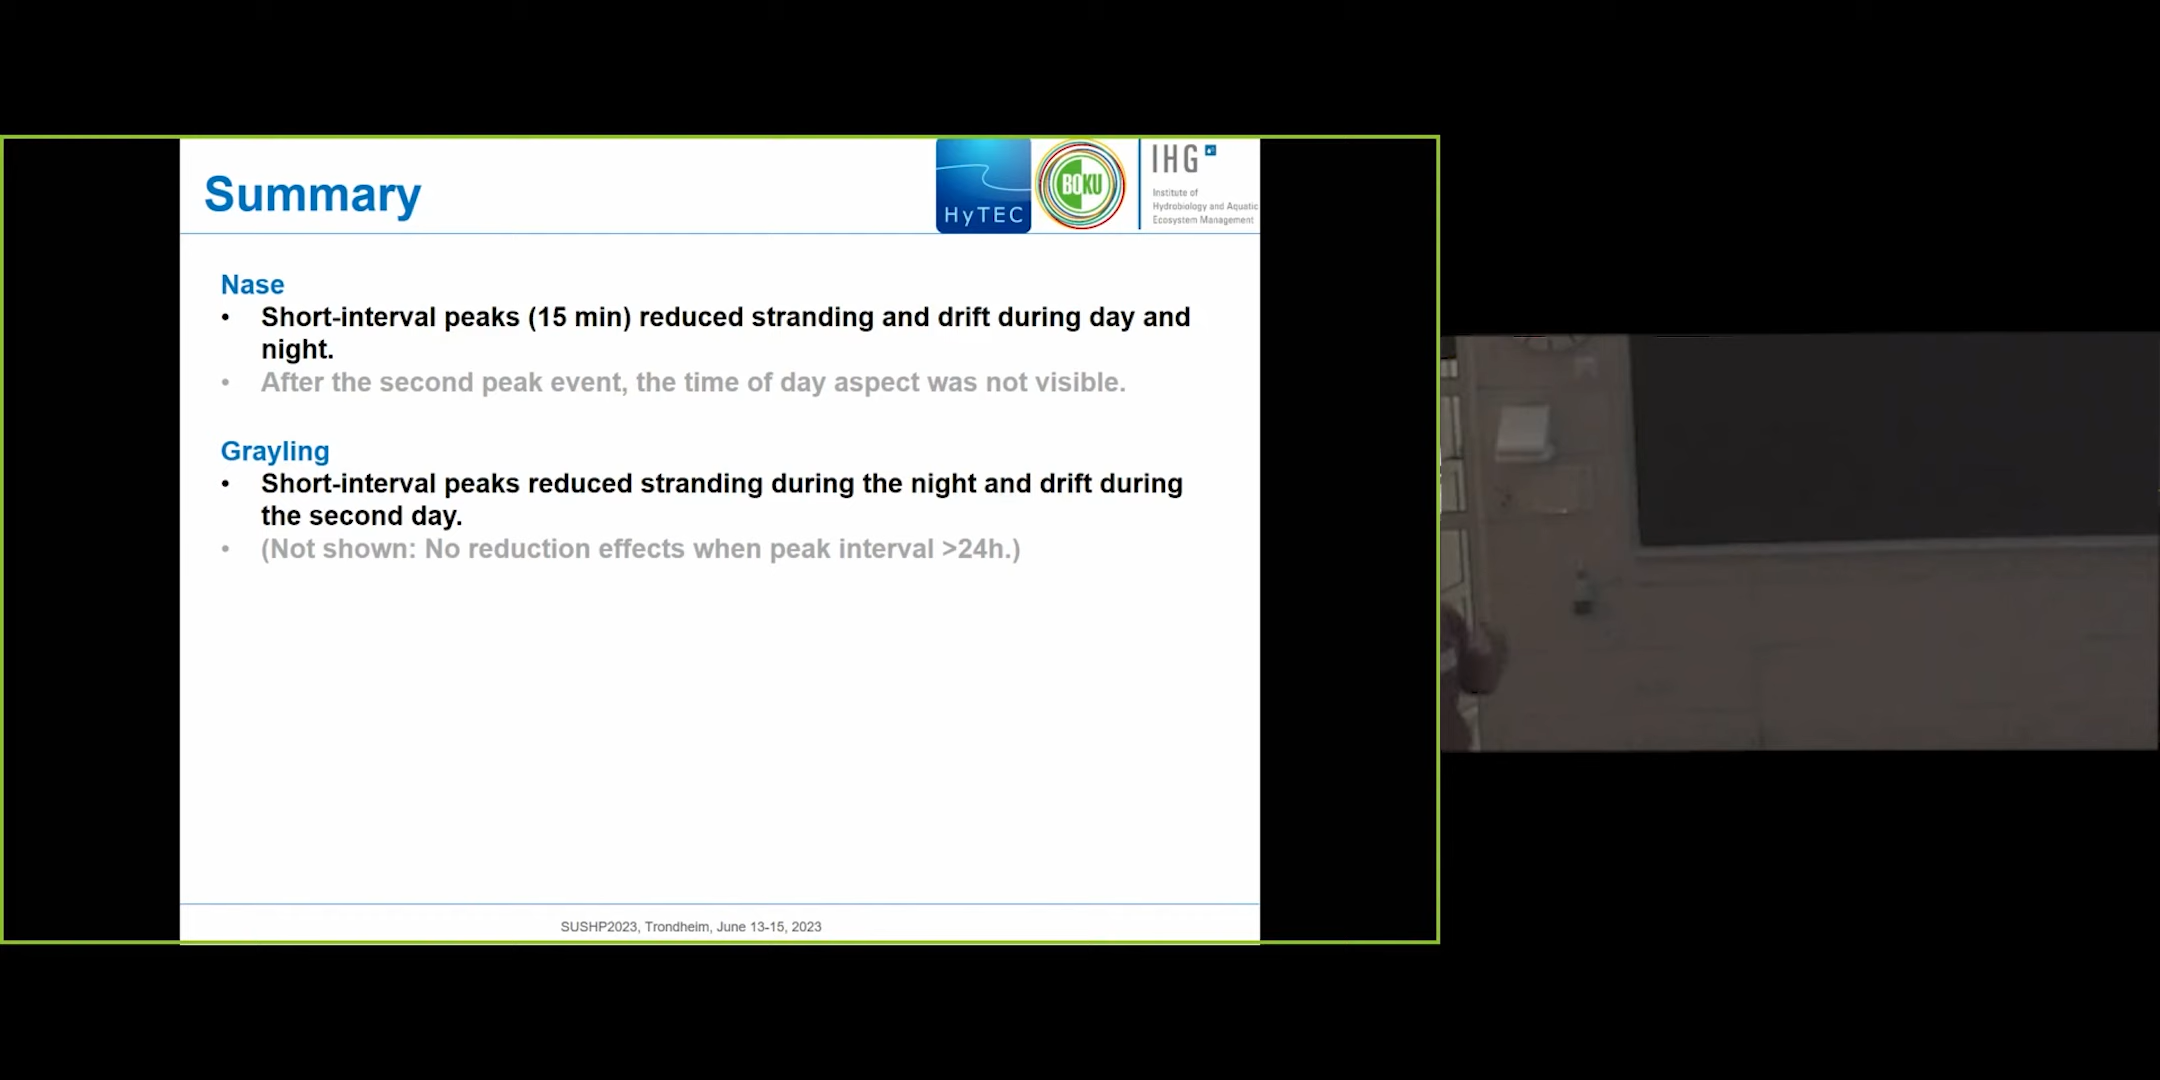 Summary
HyTEC
BOKU
IHG
Institute of
Hydrobiology and Aquatic
Ecosystem Management
Nase
• Short-interval peaks (15 min) reduced stranding and drift during day and
night.
• After the second peak event, the time of day aspect was not visible.
Grayling
• Short-interval peaks reduced stranding during the night and drift during
the second day.
• (Not shown: No reduction effects when peak interval >24h.)
SUSHP2023, Trondheim, June 13-15, 2023